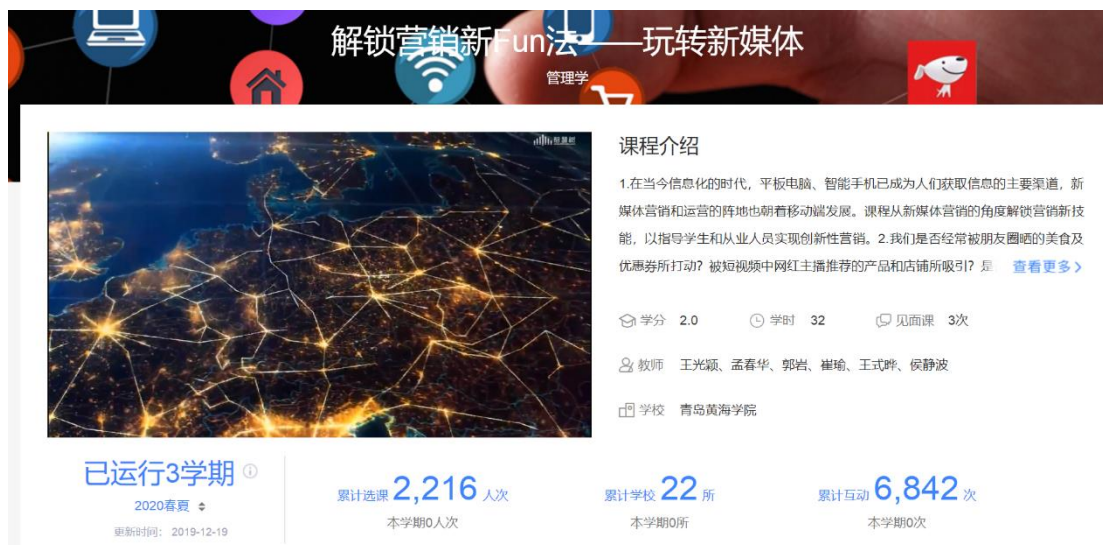 解锁营销新Fun法——玩转新媒体
管理学
智慧树
课程介绍
1.在当今信息化的时代，平板电脑、智能手机已成为人们获取信息的主要渠道，新
媒体营销和运营的阵地也朝着移动端发展。课程从新媒体营销的角度解锁营销新技
能，以指导学生和从业人员实现创新性营销。2.我们是否经常被朋友圈晒的美食及
优惠券所打动？被短视频中网红主播推荐的产品和店铺所吸引？是 查看更多
学分 2.0 学时 32 见面课 3次
教师 王光颖、孟春华、郭岩、崔瑜、王式晔、侯静波
学校 青岛黄海学院
已运行3学期
2020春夏
更新时间： 2019-12-19
累计选课 2,216 人次
本学期0人次
累计学校 22 所
本学期0所
累计互动 6,842 次
本学期0次